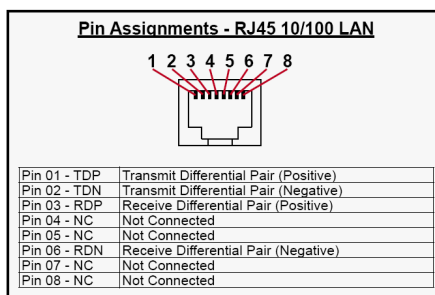 Pin Assignments - RJ45 10/100 LAN
1 2 3 4 5 6 7 8
Pin 01 - TDP Transmit Differential Pair (Positive)
Pin 02 - TDN Transmit Differential Pair (Negative)
Pin 03 - RDP Receive Differential Pair (Positive)
Pin 04 - NC Not Connected
Pin 05 - NC Not Connected
Pin 06 - RDN Receive Differential Pair (Negative)
Pin 07 - NC Not Connected
Pin 08 - NC Not Connected